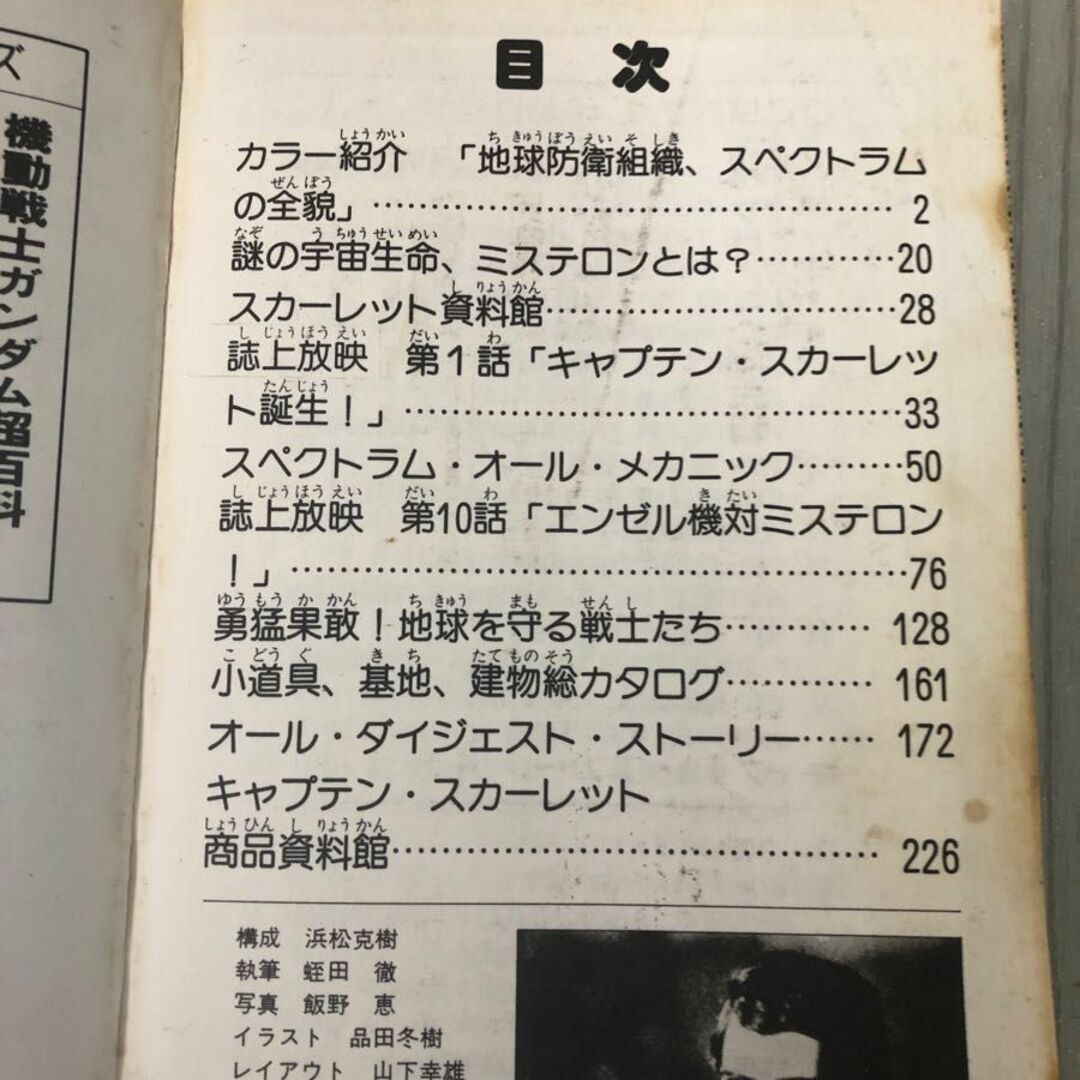 目次
カラー紹介 「地球防衛組織、スペクトラム
の全貌」…………………………………………… 2
謎の宇宙生命、ミステロンとは？…………20
スカーレット資料館……………………………28
誌上放映 第1話「キャプテン・スカーレッ
ト誕生！」…………………………………………33
スペクトラム・オール・メカニック………50
誌上放映 第10話「エンゼル機対ミステロン
！」……………………………………………………76
勇猛果敢！地球を守る戦士たち………… 128
小道具、基地、建物総カタログ………… 161
オール・ダイジェスト・ストーリー…… 172
キャプテン・スカーレット
商品資料館………………………………………… 226
構成 浜松克樹
執筆 蛭田 徹
写真 飯野 恵
イラスト 品田冬樹
レイアウト 山下幸雄
ズ
機動戦士ガンダム超百科